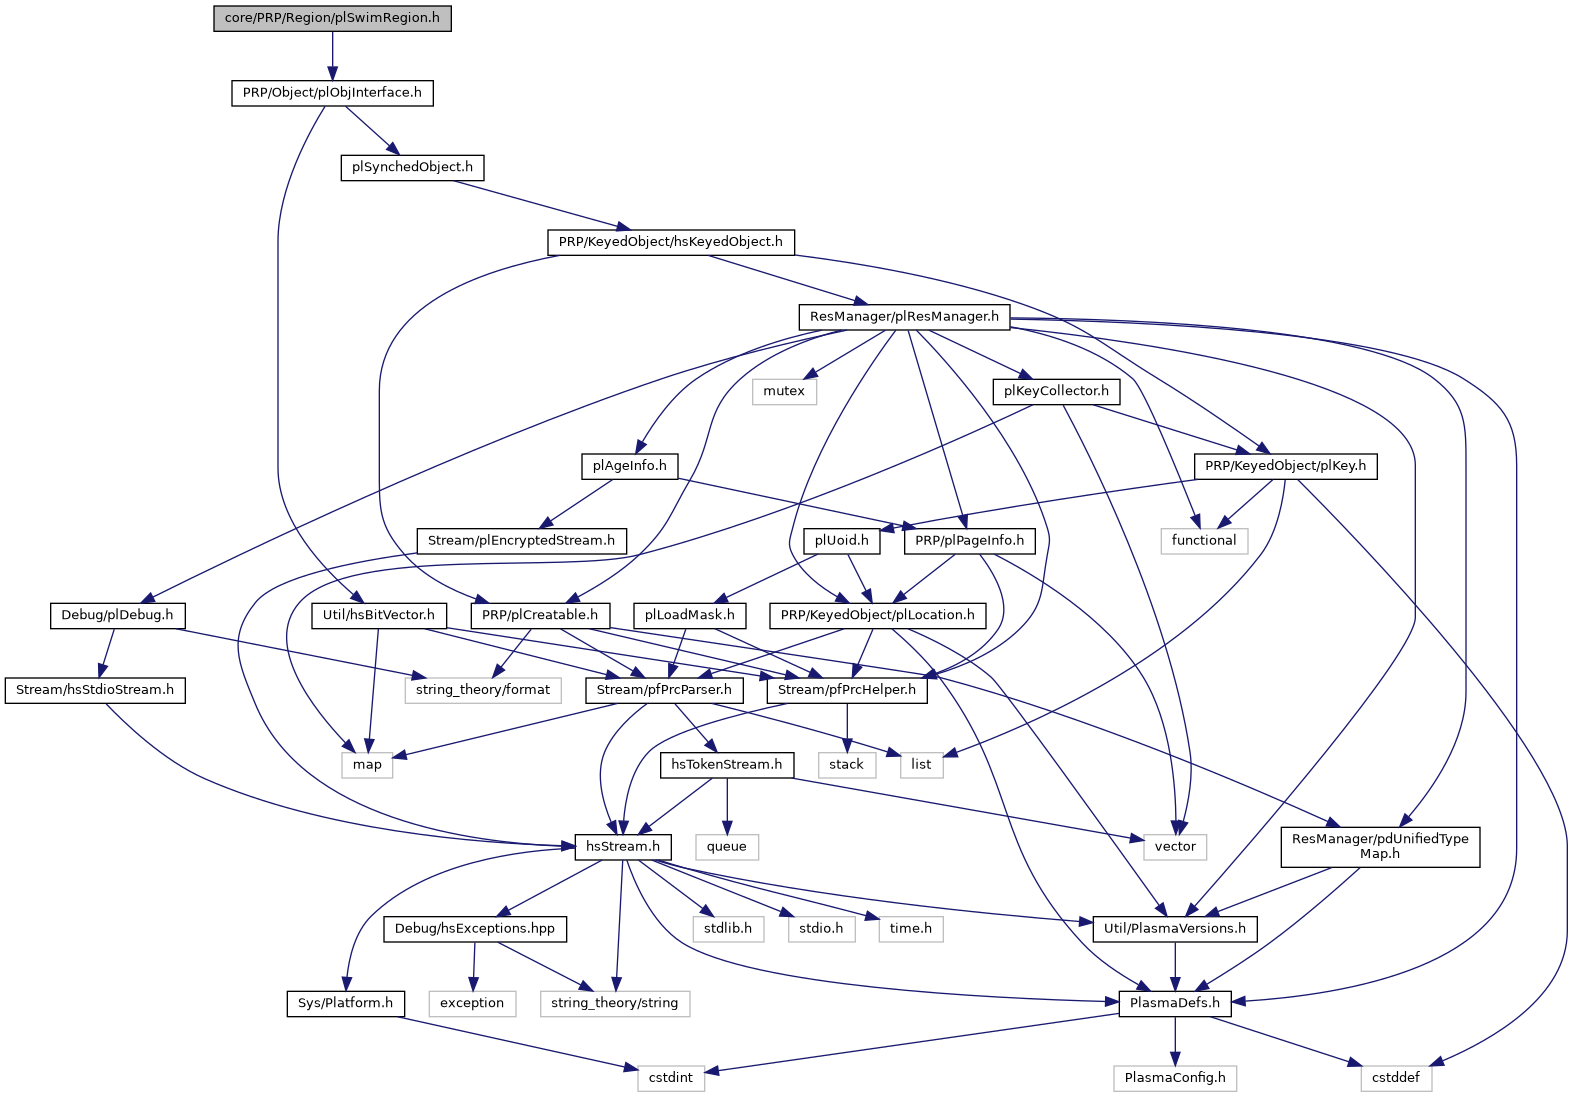 core/PRP/Region/plSwimRegion.h
PRP/Object/plObjInterface.h
plSynchedObject.h
PRP/KeyedObject/hsKeyedObject.h
ResManager/plResManager.h
mutex
plKeyCollector.h
plAgeInfo.h
PRP/KeyedObject/plKey.h
Stream/plEncryptedStream.h
plUoid.h
PRP/plPageInfo.h
functional
Debug/plDebug.h
Util/hsBitVector.h
PRP/plCreatable.h
plLoadMask.h
PRP/KeyedObject/plLocation.h
Stream/hsStdioStream.h
string_theory/format
Stream/pfPrcParser.h
Stream/pfPrcHelper.h
map
hsTokenStream.h
stack
list
hsStream.h
queue
vector
ResManager/pdUnifiedType
Map.h
Debug/hsExceptions.hpp
stdlib.h
stdio.h
time.h
Util/PlasmaVersions.h
Sys/Platform.h
exception
string_theory/string
PlasmaDefs.h
cstdint
PlasmaConfig.h
cstddef